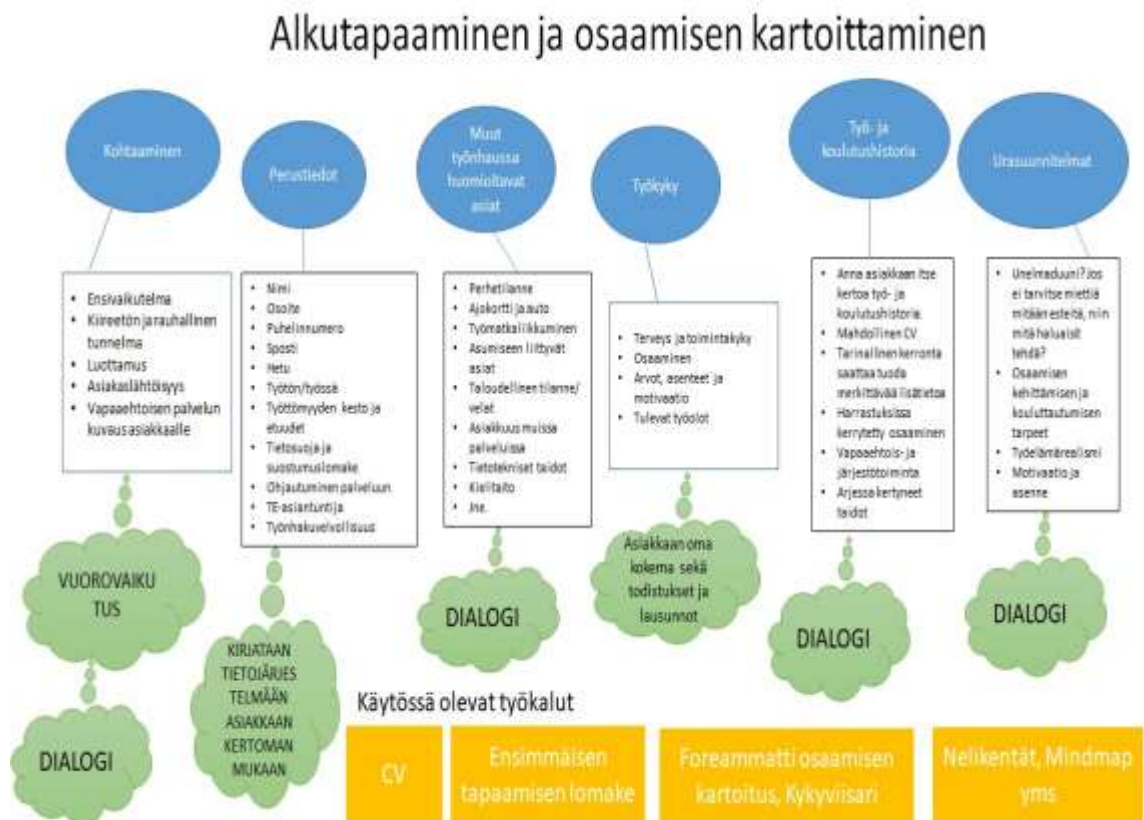 Alkutapaaminen ja osaamisen kartoittaminen
Kohtaaminen
• Ensivaikutelma
• Kiireetön ja rauhallinen
tunnelma
• Luottamus
• Asiakaslähtöisyys
• Vapaaehtoisen palvelun
kuvaus asiakkaalle
VUOROVAIKU
TUS
DIALOGI
Perustiedot
• Nimi
• Osoite
• Puhelinnumero
• Sposti
• Hetu
• Työtön/työssä
• Työttömyyden kesto ja
etuudet
• Tietosuoja ja
suostumuslomake
• Ohjautuminen palveluun
• TE-asiantuntija
• Työnhakuvelvollisuus
KIRJATAAN
TIETOJÄRJES
TELMÄÄN
ASIAKKAAN
KERTOMAN
MUKAAN
Muut
työnhaussa
huomioitavat
asiat
• Perhetilanne
• Ajokortti ja auto
• Työmatkaliikkuminen
• Asumiseen liittyvät
asiat
• Taloudellinen tilanne/
velat
• Asiakkuus muissa
palveluissa
• Tietotekniset taidot
• Kielitaito
• Jne.
DIALOGI
Työkyky
• Terveys ja toimintakyky
• Osaaminen
• Arvot, asenteet ja
motivaatio
• Tulevat työolot
Asiakkaan oma
kokema sekä
todistukset ja
lausunnot
Työ- ja
koulutushistoria
• Anna asiakkaan itse
kertoa työ- ja
koulutushistoria
• Mahdollinen CV
• Tarinallinen kerronta
saattaa tuoda
merkittävää lisätietoa
• Harrastuksissa
kerrytetty osaaminen
• Vapaaehtois- ja
järjestötoiminta
• Arjessa kertyneet
taidot
DIALOGI
Urasuunnitelmat
• Unelmaduuni? Jos
ei tarvitse miettiä
mitään esteitä, niin
mitä haluaisit
tehdä?
• Osaamisen
kehittämisen ja
kouluttautumisen
tarpeet
• Työelämärealismi
• Motivaatio ja
asenne
DIALOGI
Käytössä olevat työkalut
CV
Ensimmäisen
tapaamisen lomake
Foreammatti osaamisen
kartoitus, Kykyviisari
Nelikentät, Mindmap
yms